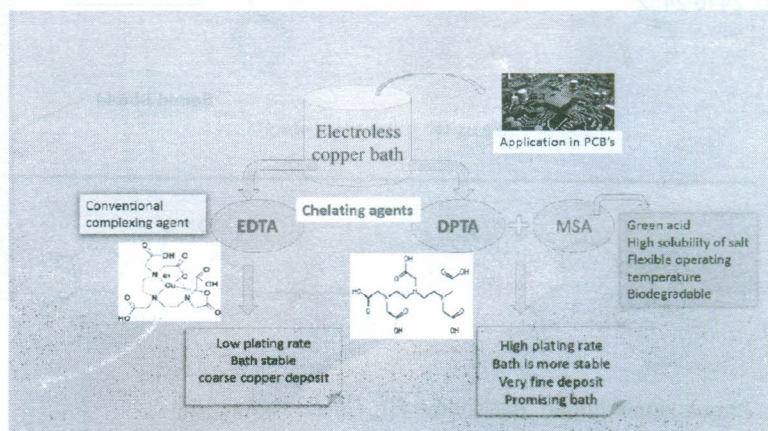 Electroless
copper bath
Application in PCB's
Conventional
complexing agent
EDTA
Chelating agents
DPTA
+
MSA
Green acid
High solubility of salt
Flexible operating
temperature
Biodegradable
Low plating rate
Bath stable
coarse copper deposit
High plating rate
Bath is more stable
Very fine deposit
Promising bath